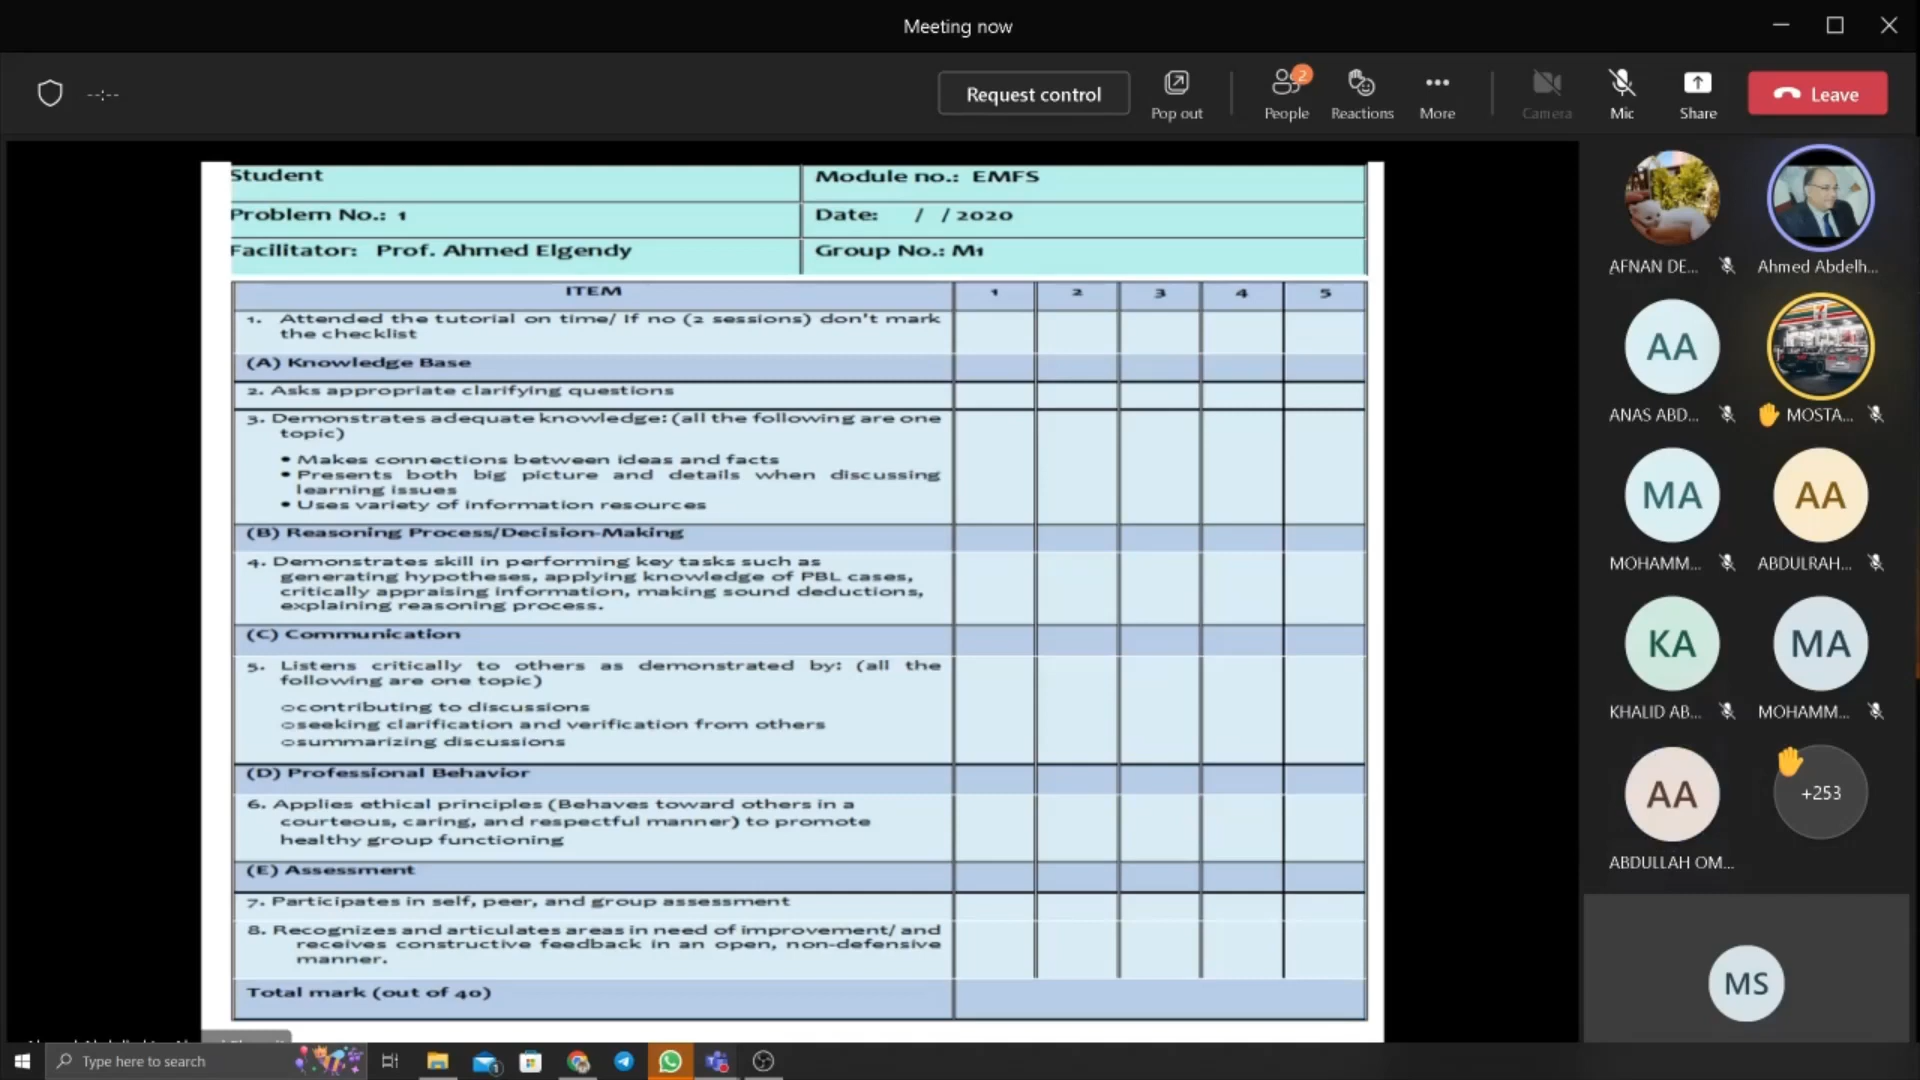 Meeting now
--:--
Request control
Pop out
2
People
Reactions
More
Camera
Mic
Share
Leave
Student
Module no.: EMFS
Problem No.: 1
Date: / / 2020
Facilitator: Prof. Ahmed Elgendy
Group No.: M1
ITEM 1 2 3 4 5
1. Attended the tutorial on time/ If no (2 sessions) don't mark
the checklist
(A) Knowledge Base
2. Asks appropriate clarifying questions
3. Demonstrates adequate knowledge: (all the following are one
topic)
• Makes connections between ideas and facts
• Presents both big picture and details when discussing
learning issues
• Uses variety of information resources
(B) Reasoning Process/Decision-Making
4. Demonstrates skill in performing key tasks such as
generating hypotheses, applying knowledge of PBL cases,
critically appraising information, making sound deductions,
explaining reasoning process.
(C) Communication
5. Listens critically to others as demonstrated by: (all the
following are one topic)
○contributing to discussions
○seeking clarification and verification from others
○summarizing discussions
(D) Professional Behavior
6. Applies ethical principles (Behaves toward others in a
courteous, caring, and respectful manner) to promote
healthy group functioning
(E) Assessment
7. Participates in self, peer, and group assessment
8. Recognizes and articulates areas in need of improvement/ and
receives constructive feedback in an open, non-defensive
manner.
Total mark (out of 40)
AFNAN DE...
Ahmed Abdelh...
AA
ANAS ABD...
MOSTA...
MA
MOHAMM...
AA
ABDULRAH...
KA
KHALID AB...
MA
MOHAMM...
AA
ABDULLAH OM...
+253
MS
Type here to search
1